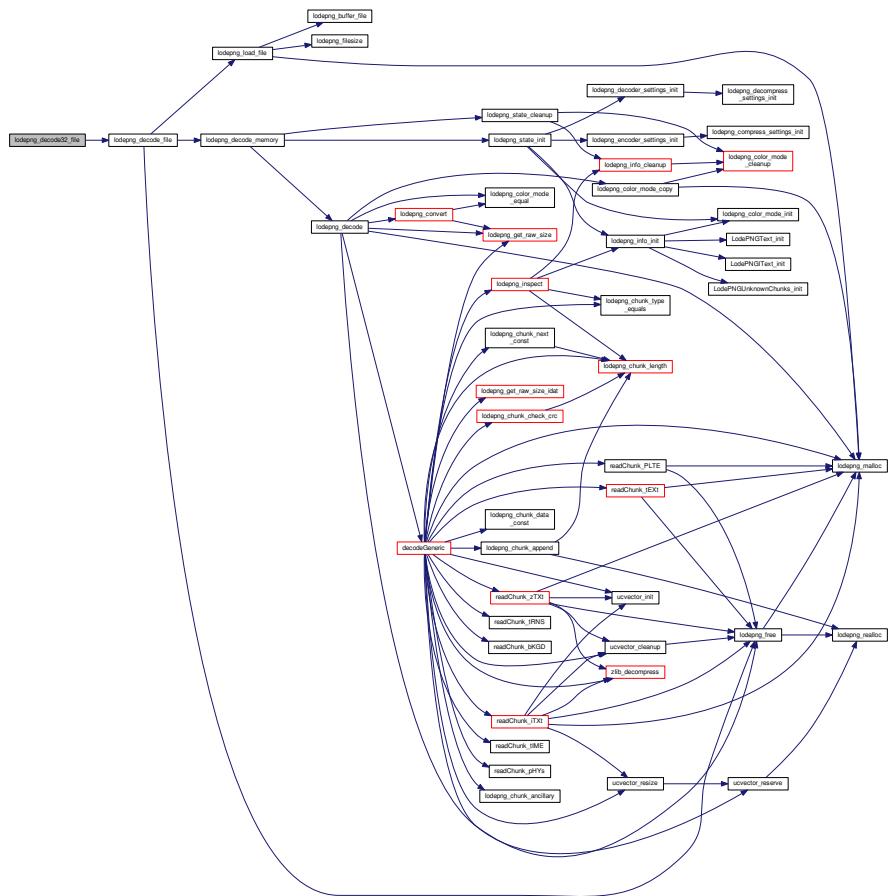 lodepng_buffer_file
lodepng_filesize
lodepng_load_file
lodepng_decoder_settings_init
lodepng_decompress
_settings_init
lodepng_state_cleanup
lodepng_decode32_file
lodepng_decode_file
lodepng_decode_memory
lodepng_state_init
lodepng_encoder_settings_init
lodepng_compress_settings_init
lodepng_info_cleanup
lodepng_color_mode
_cleanup
lodepng_color_mode
_equal
lodepng_color_mode_copy
lodepng_convert
lodepng_color_mode_init
lodepng_decode
lodepng_get_raw_size
lodepng_info_init
LodePNGText_init
LodePNGIText_init
lodepng_inspect
LodePNGUnknownChunks_init
lodepng_chunk_type
_equals
lodepng_chunk_next
_const
lodepng_chunk_length
lodepng_get_raw_size_idat
lodepng_chunk_check_crc
readChunk_PLTE
lodepng_malloc
readChunk_tEXt
lodepng_chunk_data
_const
decodeGeneric
lodepng_chunk_append
readChunk_zTXt
ucvector_init
readChunk_tRNS
lodepng_free
lodepng_realloc
readChunk_bKGD
ucvector_cleanup
zlib_decompress
readChunk_iTXt
readChunk_tIME
readChunk_pHYs
ucvector_resize
ucvector_reserve
lodepng_chunk_ancillary